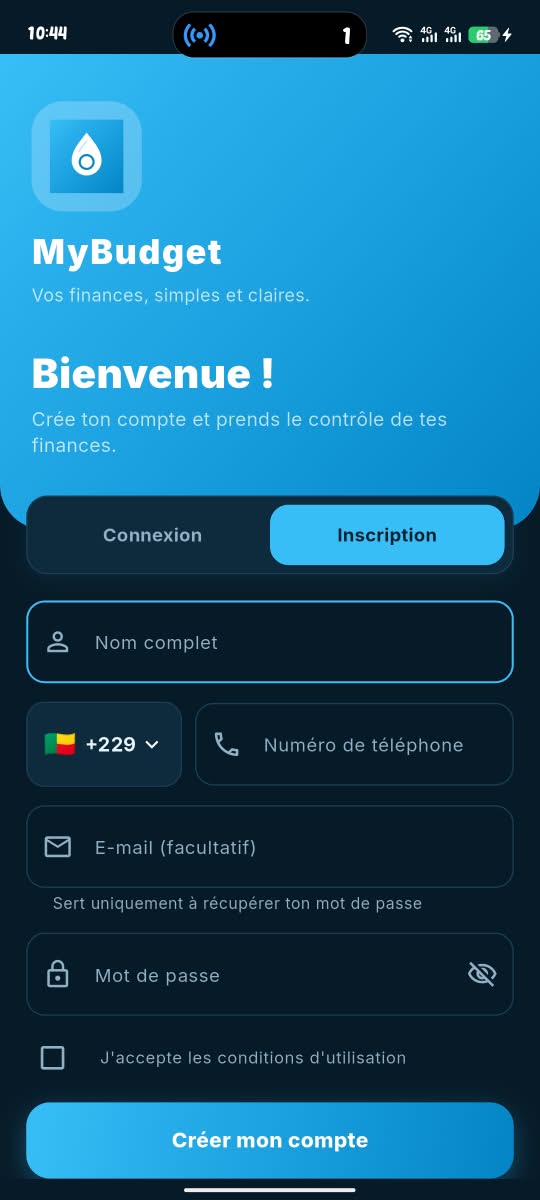 10:44
1
4G
4G
65
MyBudget
Vos finances, simples et claires.
Bienvenue !
Crée ton compte et prends le contrôle de tes
finances.
Connexion
Inscription
Nom complet
+229
Numéro de téléphone
E-mail (facultatif)
Sert uniquement à récupérer ton mot de passe
Mot de passe
J'accepte les conditions d'utilisation
Créer mon compte